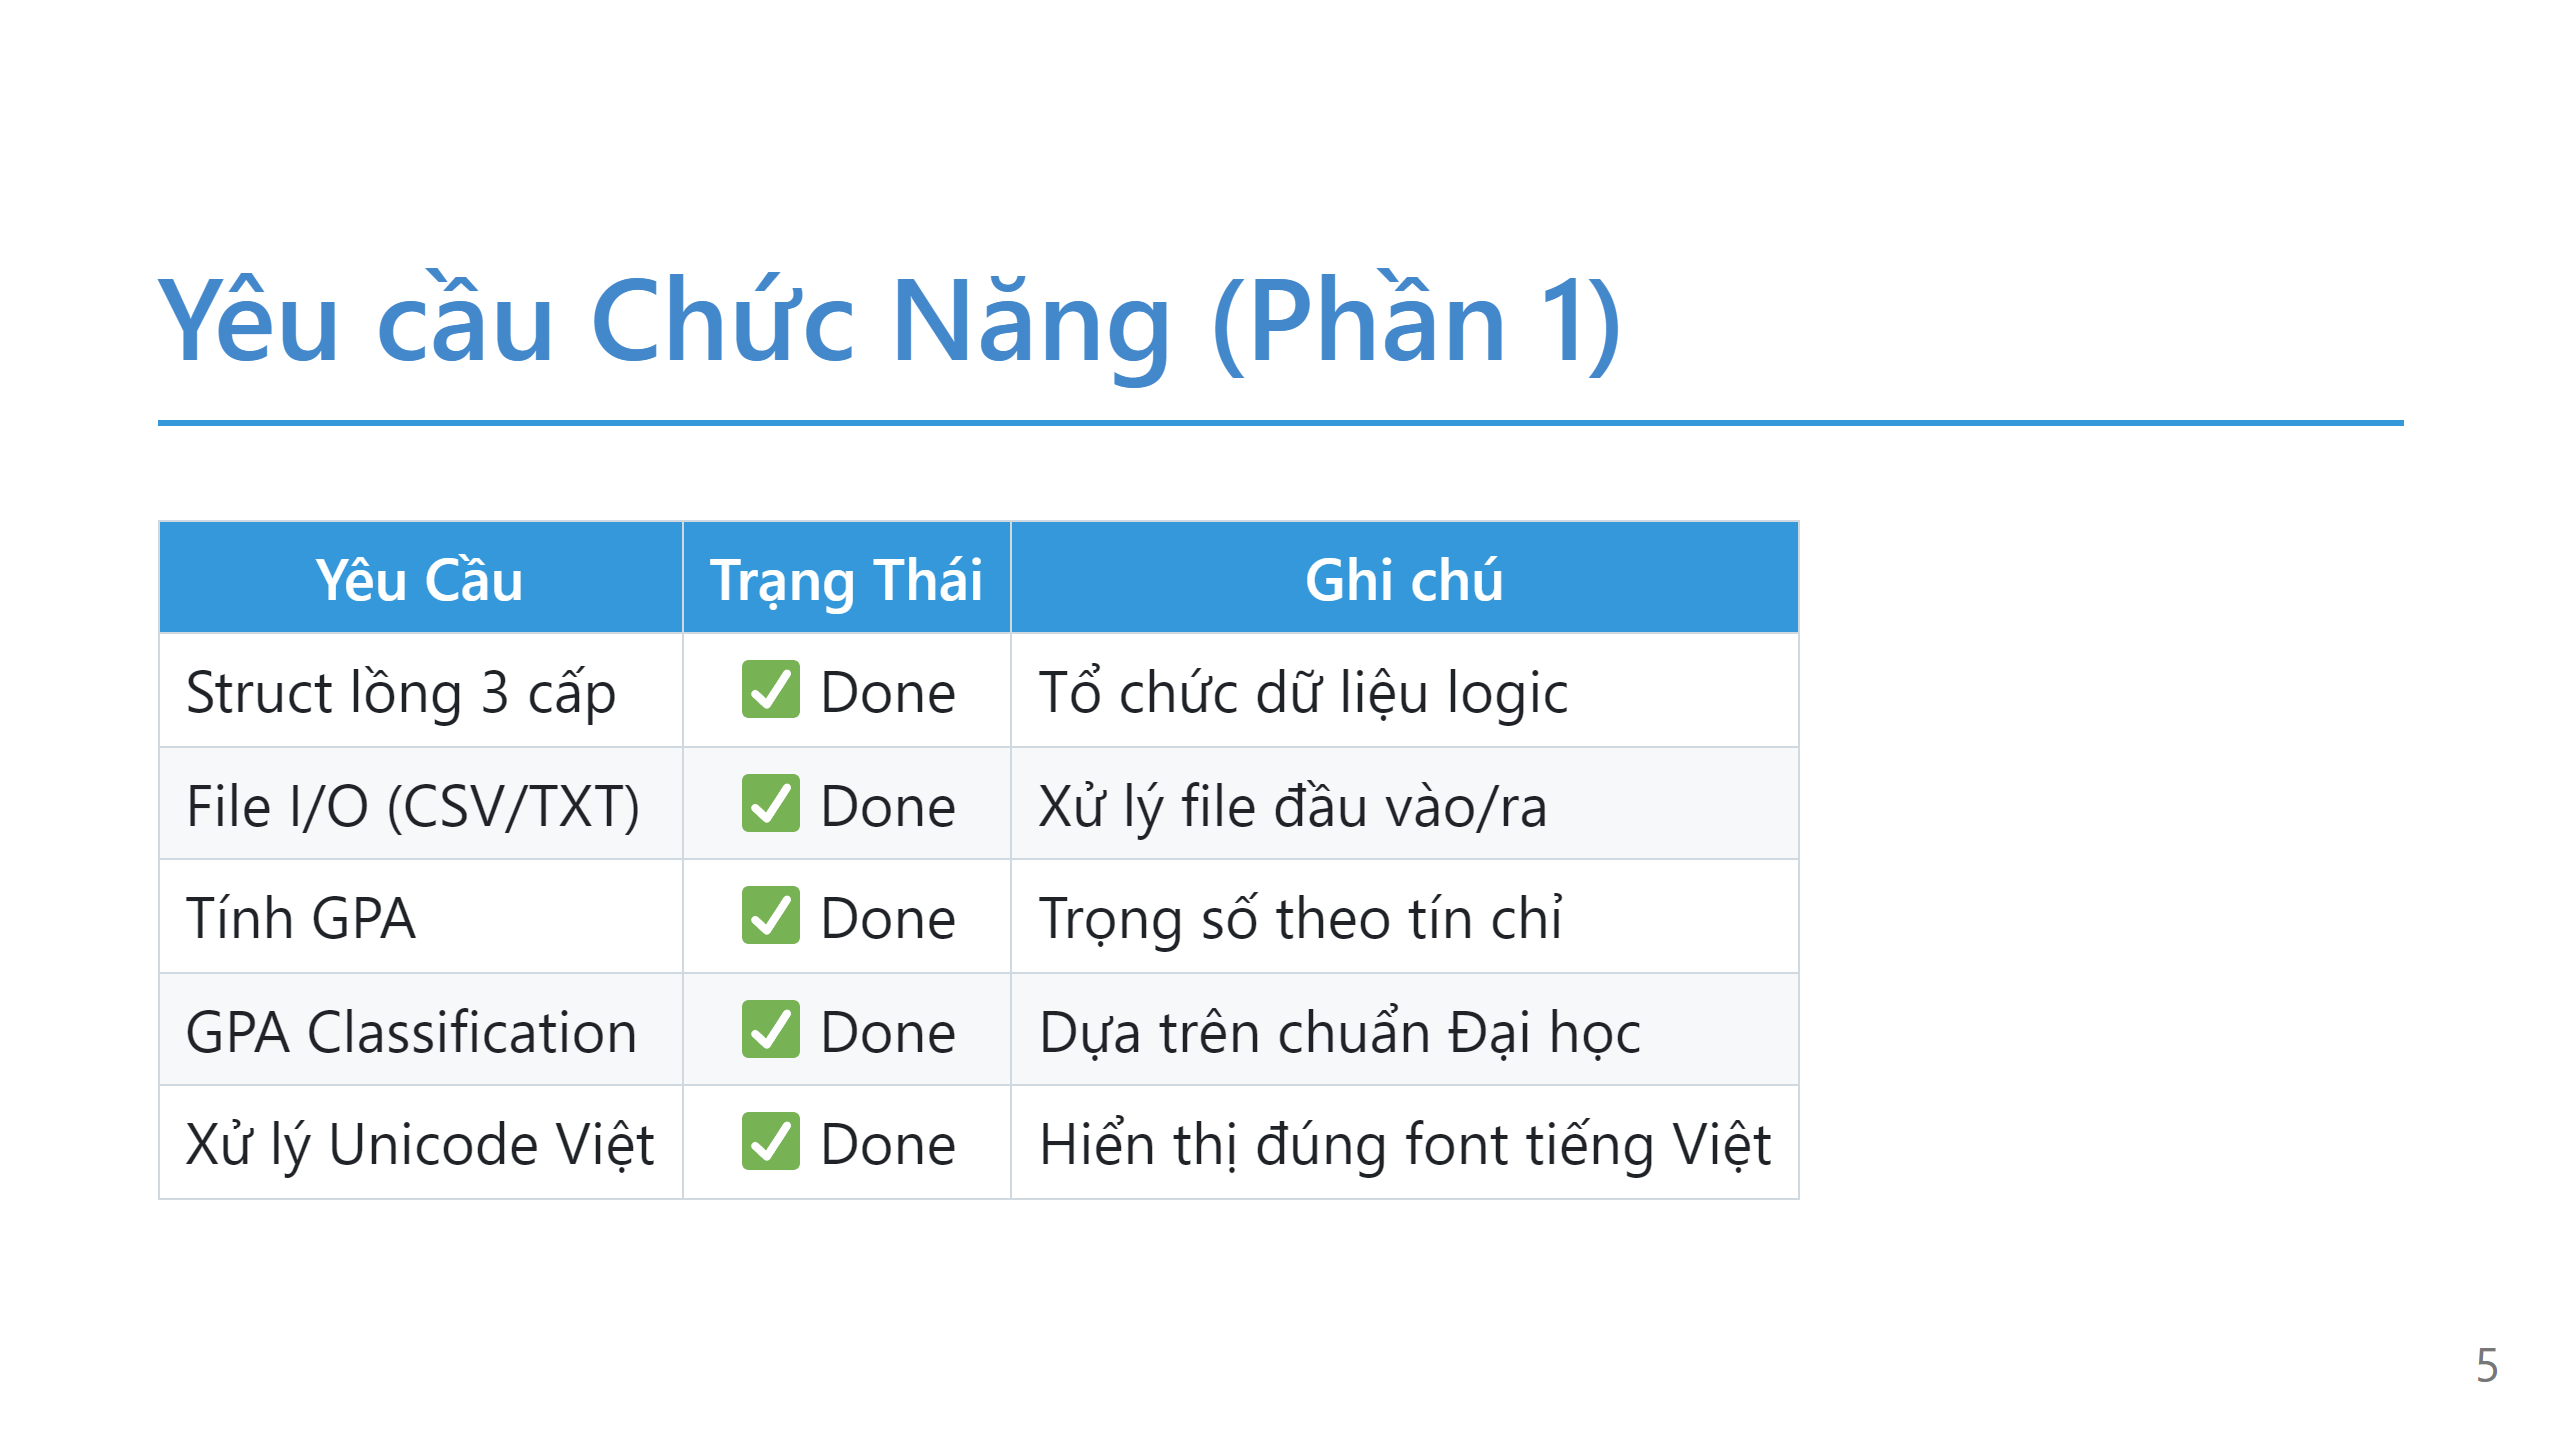 Yêu cầu Chức Năng (Phần 1)
Yêu Cầu Trạng Thái Ghi chú
Struct lồng 3 cấp ✅ Done Tổ chức dữ liệu logic
File I/O (CSV/TXT) ✅ Done Xử lý file đầu vào/ra
Tính GPA ✅ Done Trọng số theo tín chỉ
GPA Classification ✅ Done Dựa trên chuẩn Đại học
Xử lý Unicode Việt ✅ Done Hiển thị đúng font tiếng Việt
5